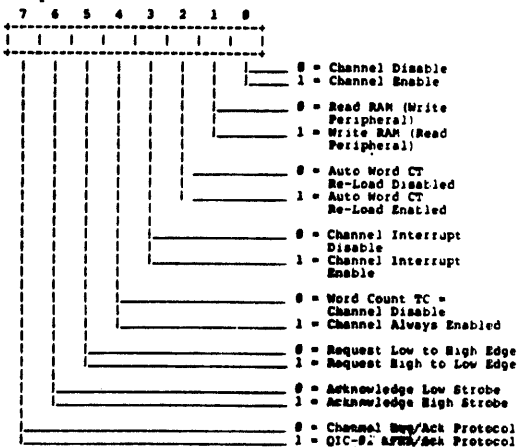 7 6 5 4 3 2 1 0
0 = Channel Disable
1 = Channel Enable
0 = Read RAM (Write
Peripheral)
1 = Write RAM (Read
Peripheral)
0 = Auto Word CT
Re-Load Disabled
1 = Auto Word CT
Re-Load Enabled
0 = Channel Interrupt
Disable
1 = Channel Interrupt
Enable
0 = Word Count TC =
Channel Disable
1 = Channel Always Enabled
0 = Request Low to High Edge
1 = Request High to Low Edge
0 = Acknowledge Low Strobe
1 = Acknowledge High Strobe
0 = Channel Req/Ack Protocol
1 = QIC-02 Protocol